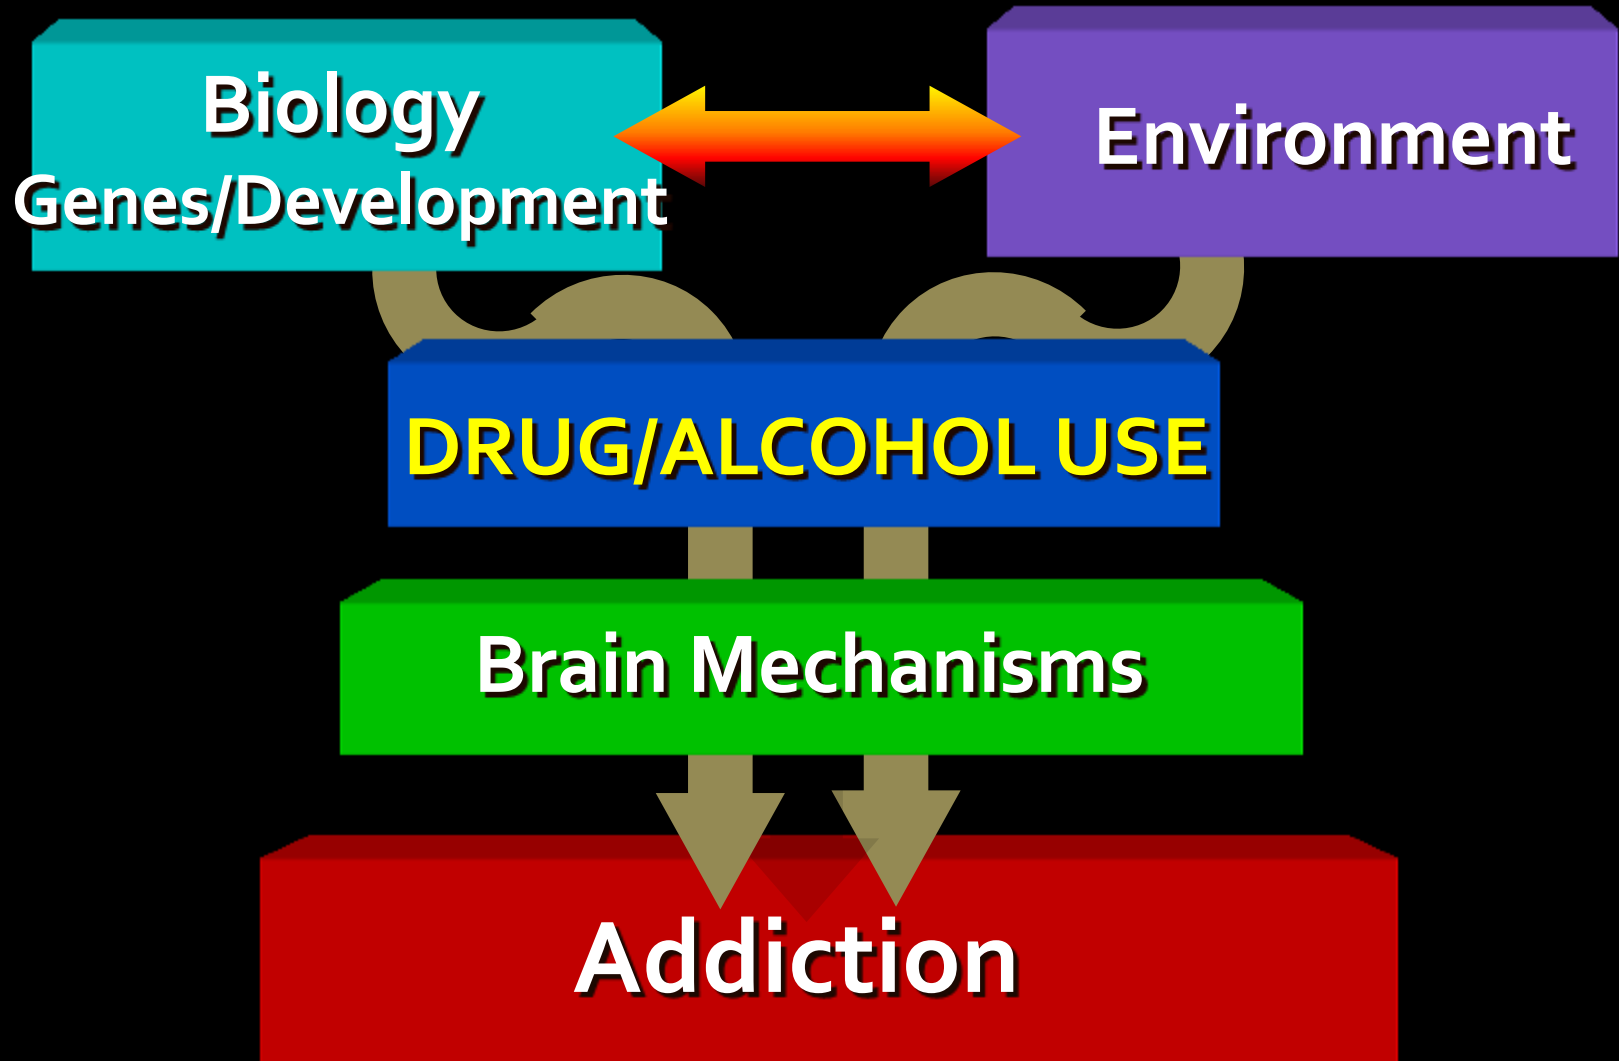 Biology
Genes/Development
Environment
DRUG/ALCOHOL USE
Brain Mechanisms
Addiction